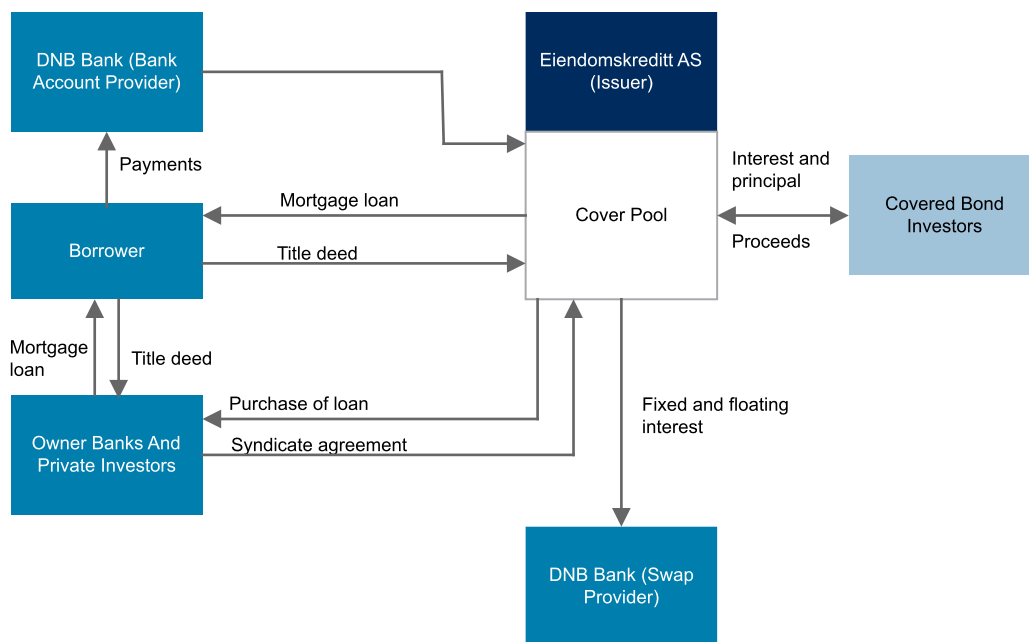 DNB Bank (Bank
Account Provider)
Eiendomskreditt AS
(Issuer)
Payments
Interest and
principal
Mortgage loan
Cover Pool
Covered Bond
Investors
Borrower
Title deed
Proceeds
Mortgage
loan
Title deed
Purchase of loan
Fixed and floating
interest
Owner Banks And
Private Investors
Syndicate agreement
DNB Bank (Swap
Provider)